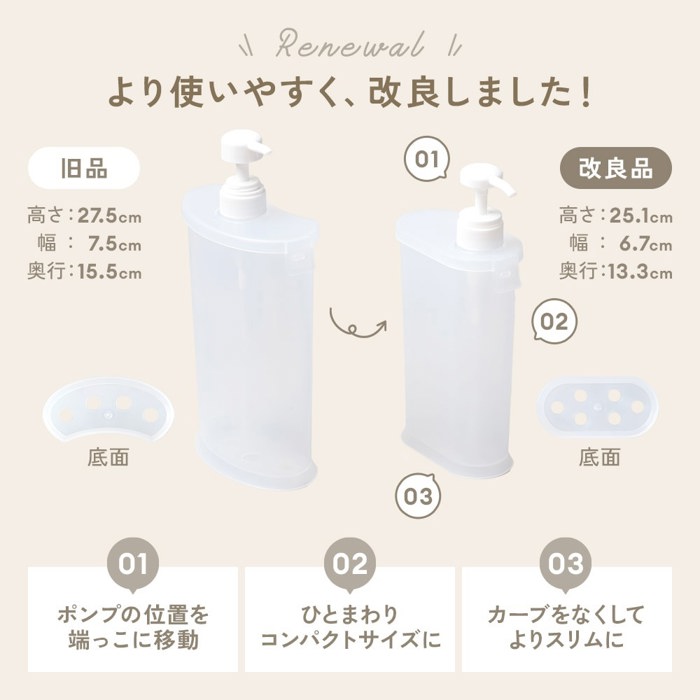 Renewal
より使いやすく、改良しました！
旧品
高さ：27.5cm
幅：7.5cm
奥行：15.5cm
底面
01
02
03
改良品
高さ：25.1cm
幅：6.7cm
奥行：13.3cm
底面
01
ポンプの位置を
端っこに移動
02
ひとまわり
コンパクトサイズに
03
カーブをなくして
よりスリムに